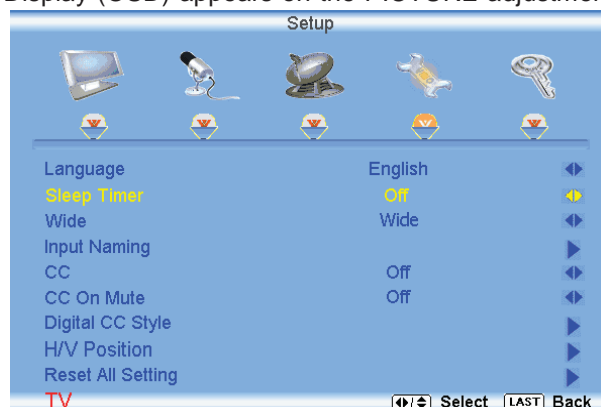 Display (OSD) appears on the PICTURE adjustmen
Setup
Language English
Sleep Timer Off
Wide Wide
Input Naming
CC Off
CC On Mute Off
Digital CC Style
H/V Position
Reset All Setting
TV Select LAST Back